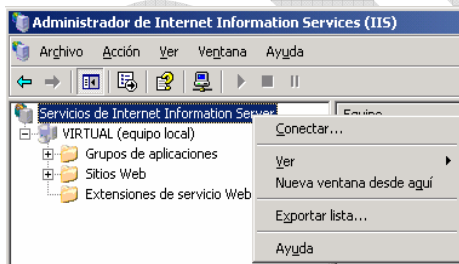 Administrador de Internet Information Services (IIS)
Archivo Acción Ver Ventana Ayuda
Servicios de Internet Information Server
Equipo
VIRTUAL (equipo local)
Grupos de aplicaciones
Sitios Web
Extensiones de servicio Web
Conectar...
Ver
Nueva ventana desde aquí
Exportar lista...
Ayuda